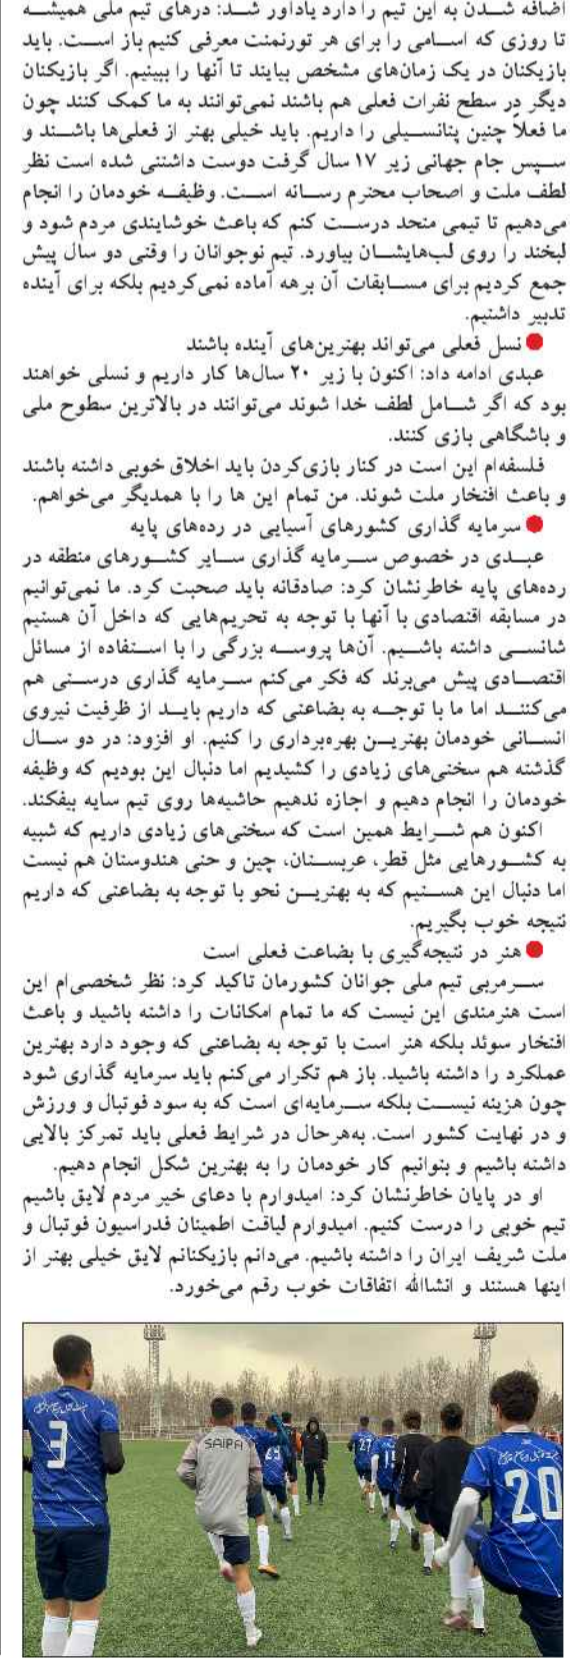 اضافه شدن به این تیم را دارد یادآور شد: درهای تیم ملی همیشه
تا روزی که اسامی را برای هر تورنمنت معرفی کنیم باز است. باید
بازیکنان در یک زمان‌های مشخص بیایند تا آنها را ببینیم. اگر بازیکنان
دیگر در سطح نفرات فعلی هم باشند نمی‌توانند به ما کمک کنند چون
ما فعلاً چنین پتانسیلی را داریم. باید خیلی بهتر از فعلی‌ها باشند و
سپس جام جهانی زیر ۱۷ سال گرفت دوست داشتنی شده است نظر
لطف ملت و اصحاب محترم رسانه است. وظیفه خودمان را انجام
می‌دهیم تا تیمی متحد درست کنم که باعث خوشایندی مردم شود و
لبخند را روی لب‌هایشان بیاورد. تیم نوجوانان را وقتی دو سال پیش
جمع کردیم برای مسابقات آن برهه آماده نمی‌کردیم بلکه برای آینده
تدبیر داشتیم.
نسل فعلی می‌تواند بهترین‌های آینده باشند
عبدی ادامه داد: اکنون با زیر ۲۰ سال‌ها کار داریم و نسلی خواهند
بود که اگر شامل لطف خدا شوند می‌توانند در بالاترین سطوح ملی
و باشگاهی بازی کنند.
فلسفه‌ام این است در کنار بازی‌کردن باید اخلاق خوبی داشته باشند
و باعث افتخار ملت شوند. من تمام این ها را با همدیگر می‌خواهم.
سرمایه گذاری کشورهای آسیایی در رده‌های پایه
عبدی در خصوص سرمایه گذاری سایر کشورهای منطقه در
رده‌های پایه خاطرنشان کرد: صادقانه باید صحبت کرد. ما نمی‌توانیم
در مسابقه اقتصادی با آنها با توجه به تحریم‌هایی که داخل آن هستیم
شانسی داشته باشیم. آن‌ها پروسه بزرگی را با استفاده از مسائل
اقتصادی پیش می‌برند که فکر می‌کنم سرمایه گذاری درستی هم
می‌کنند اما ما با توجه به بضاعتی که داریم باید از ظرفیت نیروی
انسانی خودمان بهترین بهره‌برداری را کنیم. او افزود: در دو سال
گذشته هم سختی‌های زیادی را کشیدیم اما دنبال این بودیم که وظیفه
خودمان را انجام دهیم و اجازه ندهیم حاشیه‌ها روی تیم سایه بیفکند.
اکنون هم شرایط همین است که سختی‌های زیادی داریم که شبیه
به کشورهایی مثل قطر، عربستان، چین و حتی هندوستان هم نیست
اما دنبال این هستیم که به بهترین نحو با توجه به بضاعتی که داریم
نتیجه خوب بگیریم.
هنر در نتیجه‌گیری با بضاعت فعلی است
سرمربی تیم ملی جوانان کشورمان تاکید کرد: نظر شخصی‌ام این
است هنرمندی این نیست که ما تمام امکانات را داشته باشید و باعث
افتخار سوئد بلکه هنر است با توجه به بضاعتی که وجود دارد بهترین
عملکرد را داشته باشید. باز هم تکرار می‌کنم باید سرمایه گذاری شود
چون هزینه نیست بلکه سرمایه‌ای است که به سود فوتبال و ورزش
و در نهایت کشور است. به‌هرحال در شرایط فعلی باید تمرکز بالایی
داشته باشیم و بتوانیم کار خودمان را به بهترین شکل انجام دهیم.
او در پایان خاطرنشان کرد: امیدوارم با دعای خیر مردم لایق باشیم
تیم خوبی را درست کنیم. امیدوارم لیاقت اطمینان فدراسیون فوتبال و
ملت شریف ایران را داشته باشیم. می‌دانم بازیکنانم لایق خیلی بهتر از
اینها هستند و انشاالله اتفاقات خوب رقم می‌خورد.
3
SAIPA
27
20